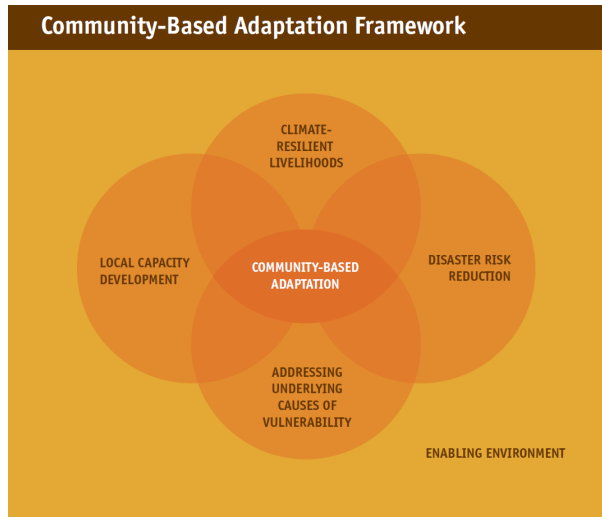 Community-Based Adaptation Framework
CLIMATE-
RESILIENT
LIVELIHOODS
LOCAL CAPACITY
DEVELOPMENT
COMMUNITY-BASED
ADAPTATION
DISASTER RISK
REDUCTION
ADDRESSING
UNDERLYING
CAUSES OF
VULNERABILITY
ENABLING ENVIRONMENT